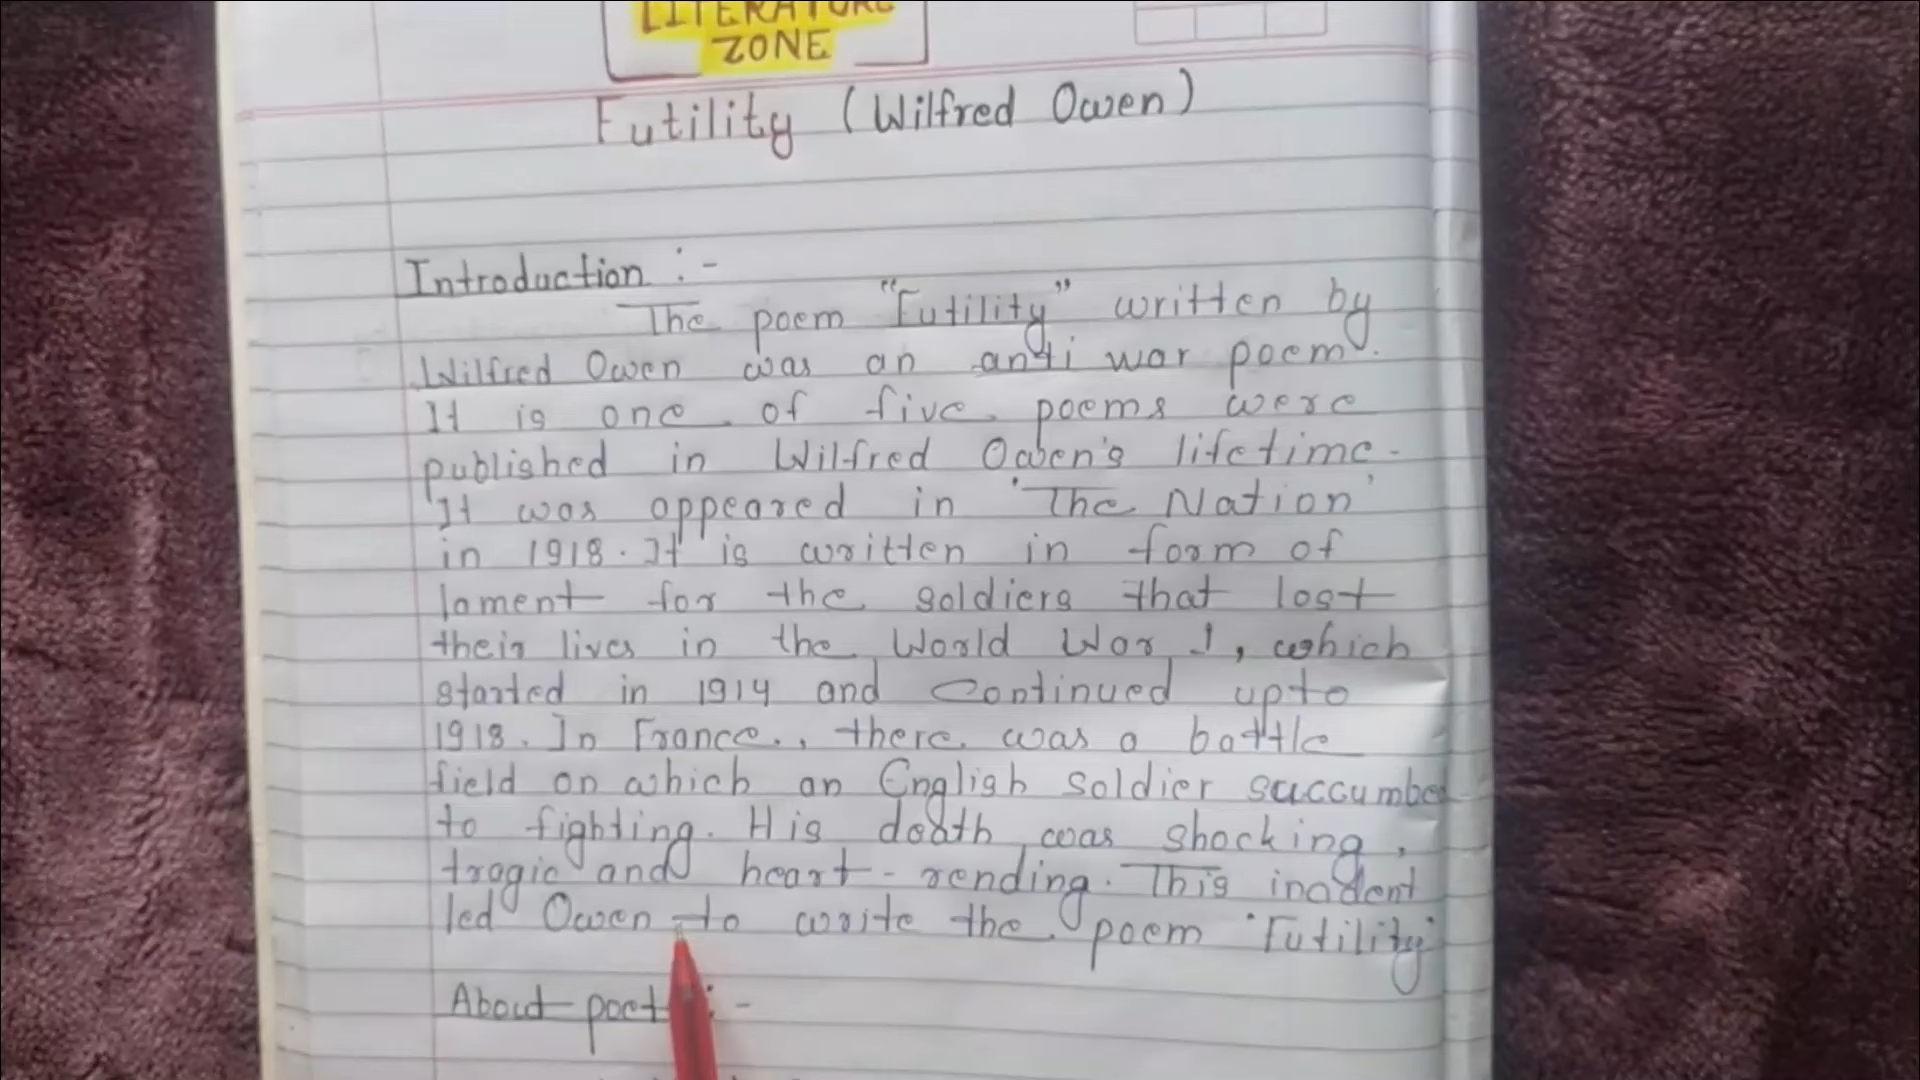 LITERATURE
ZONE
Futility (Wilfred Owen)
Introduction :-
The poem "Futility" written by
Wilfred Owen was an anti war poem.
It is one of five poems were
published in Wilfred Owen's lifetime.
It was appeared in 'The Nation'
in 1918. It is written in form of
lament for the soldiers that lost
their lives in the World War I, which
started in 1914 and continued upto
1918. In France, there was a battle
field on which an English soldier succumbed
to fighting. His death was shocking,
tragic and heart-rending. This incident
led Owen to write the poem 'Futility'
About poet :-